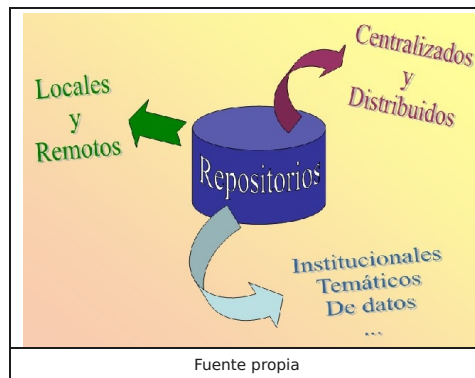 Centralizados
y
Distribuidos
Locales
y
Remotos
Repositorios
Institucionales
Temáticos
De datos
...
Fuente propia